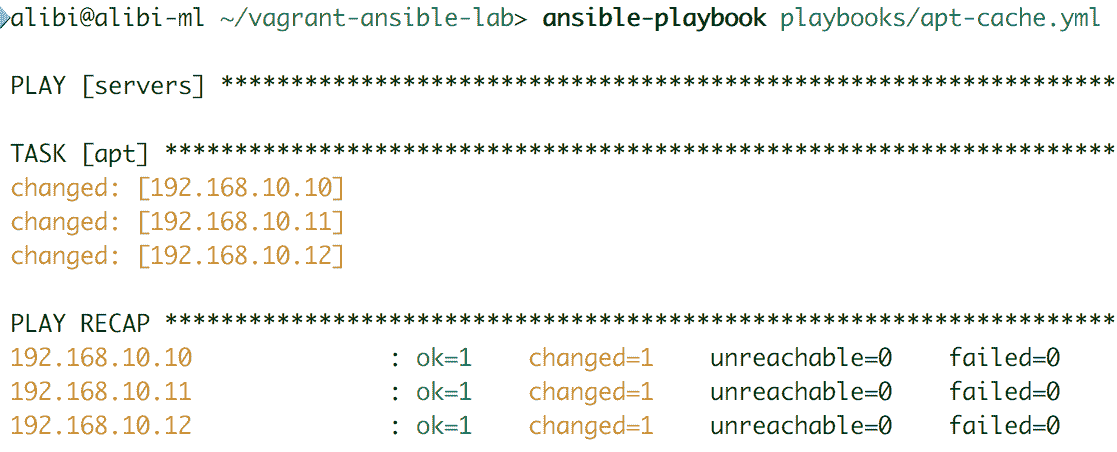 alibi@alibi-ml ~/vagrant-ansible-lab> ansible-playbook playbooks/apt-cache.yml
PLAY [servers] ****************************************************************
TASK [apt] ********************************************************************
changed: [192.168.10.10]
changed: [192.168.10.11]
changed: [192.168.10.12]
PLAY RECAP ********************************************************************
192.168.10.10 : ok=1 changed=1 unreachable=0 failed=0
192.168.10.11 : ok=1 changed=1 unreachable=0 failed=0
192.168.10.12 : ok=1 changed=1 unreachable=0 failed=0